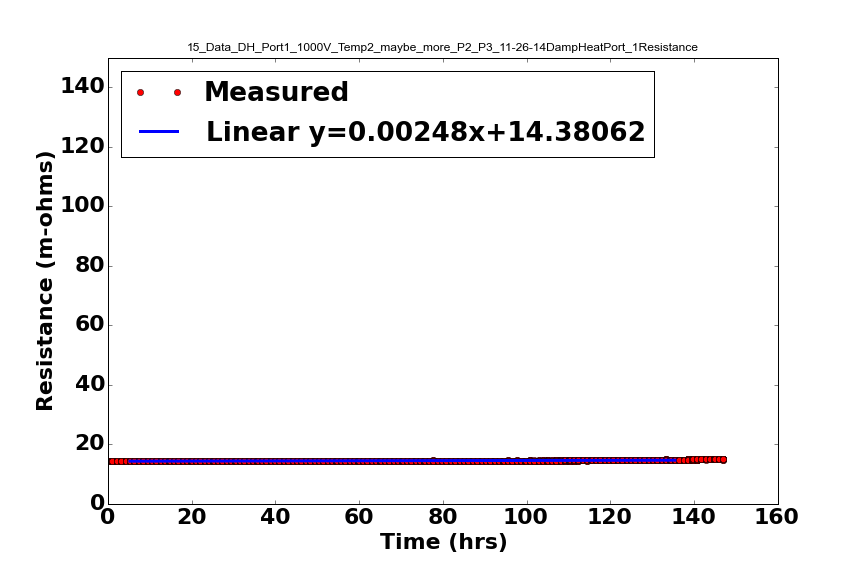 15_Data_DH_Port1_1000V_Temp2_maybe_more_P2_P3_11-26-14DampHeatPort_1Resistance
Measured
Linear y=0.00248x+14.38062
Resistance (m-ohms)
140
120
100
80
60
40
20
0
0 20 40 60 80 100 120 140 160
Time (hrs)